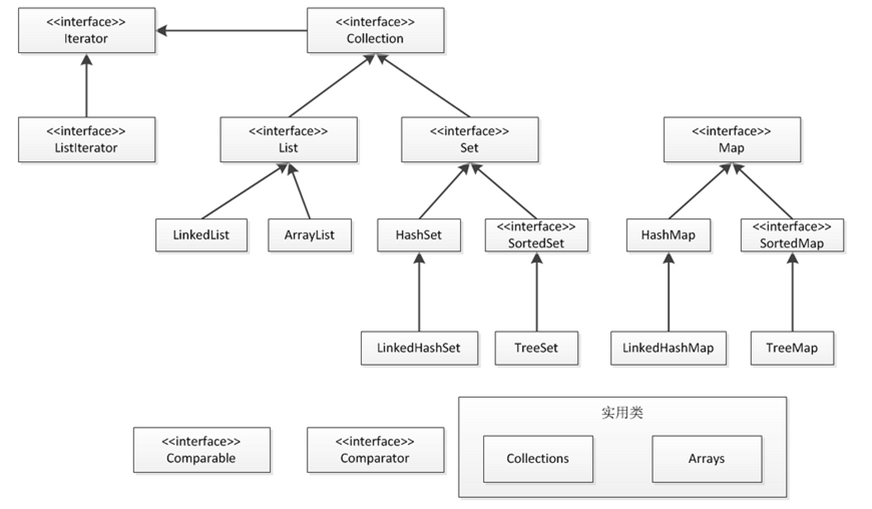 <<interface>>
Iterator
<<interface>>
Collection
<<interface>>
ListIterator
<<interface>>
List
<<interface>>
Set
<<interface>>
Map
LinkedList
ArrayList
HashSet
<<interface>>
SortedSet
HashMap
<<interface>>
SortedMap
LinkedHashSet
TreeSet
LinkedHashMap
TreeMap
<<interface>>
Comparable
<<interface>>
Comparator
实用类
Collections
Arrays